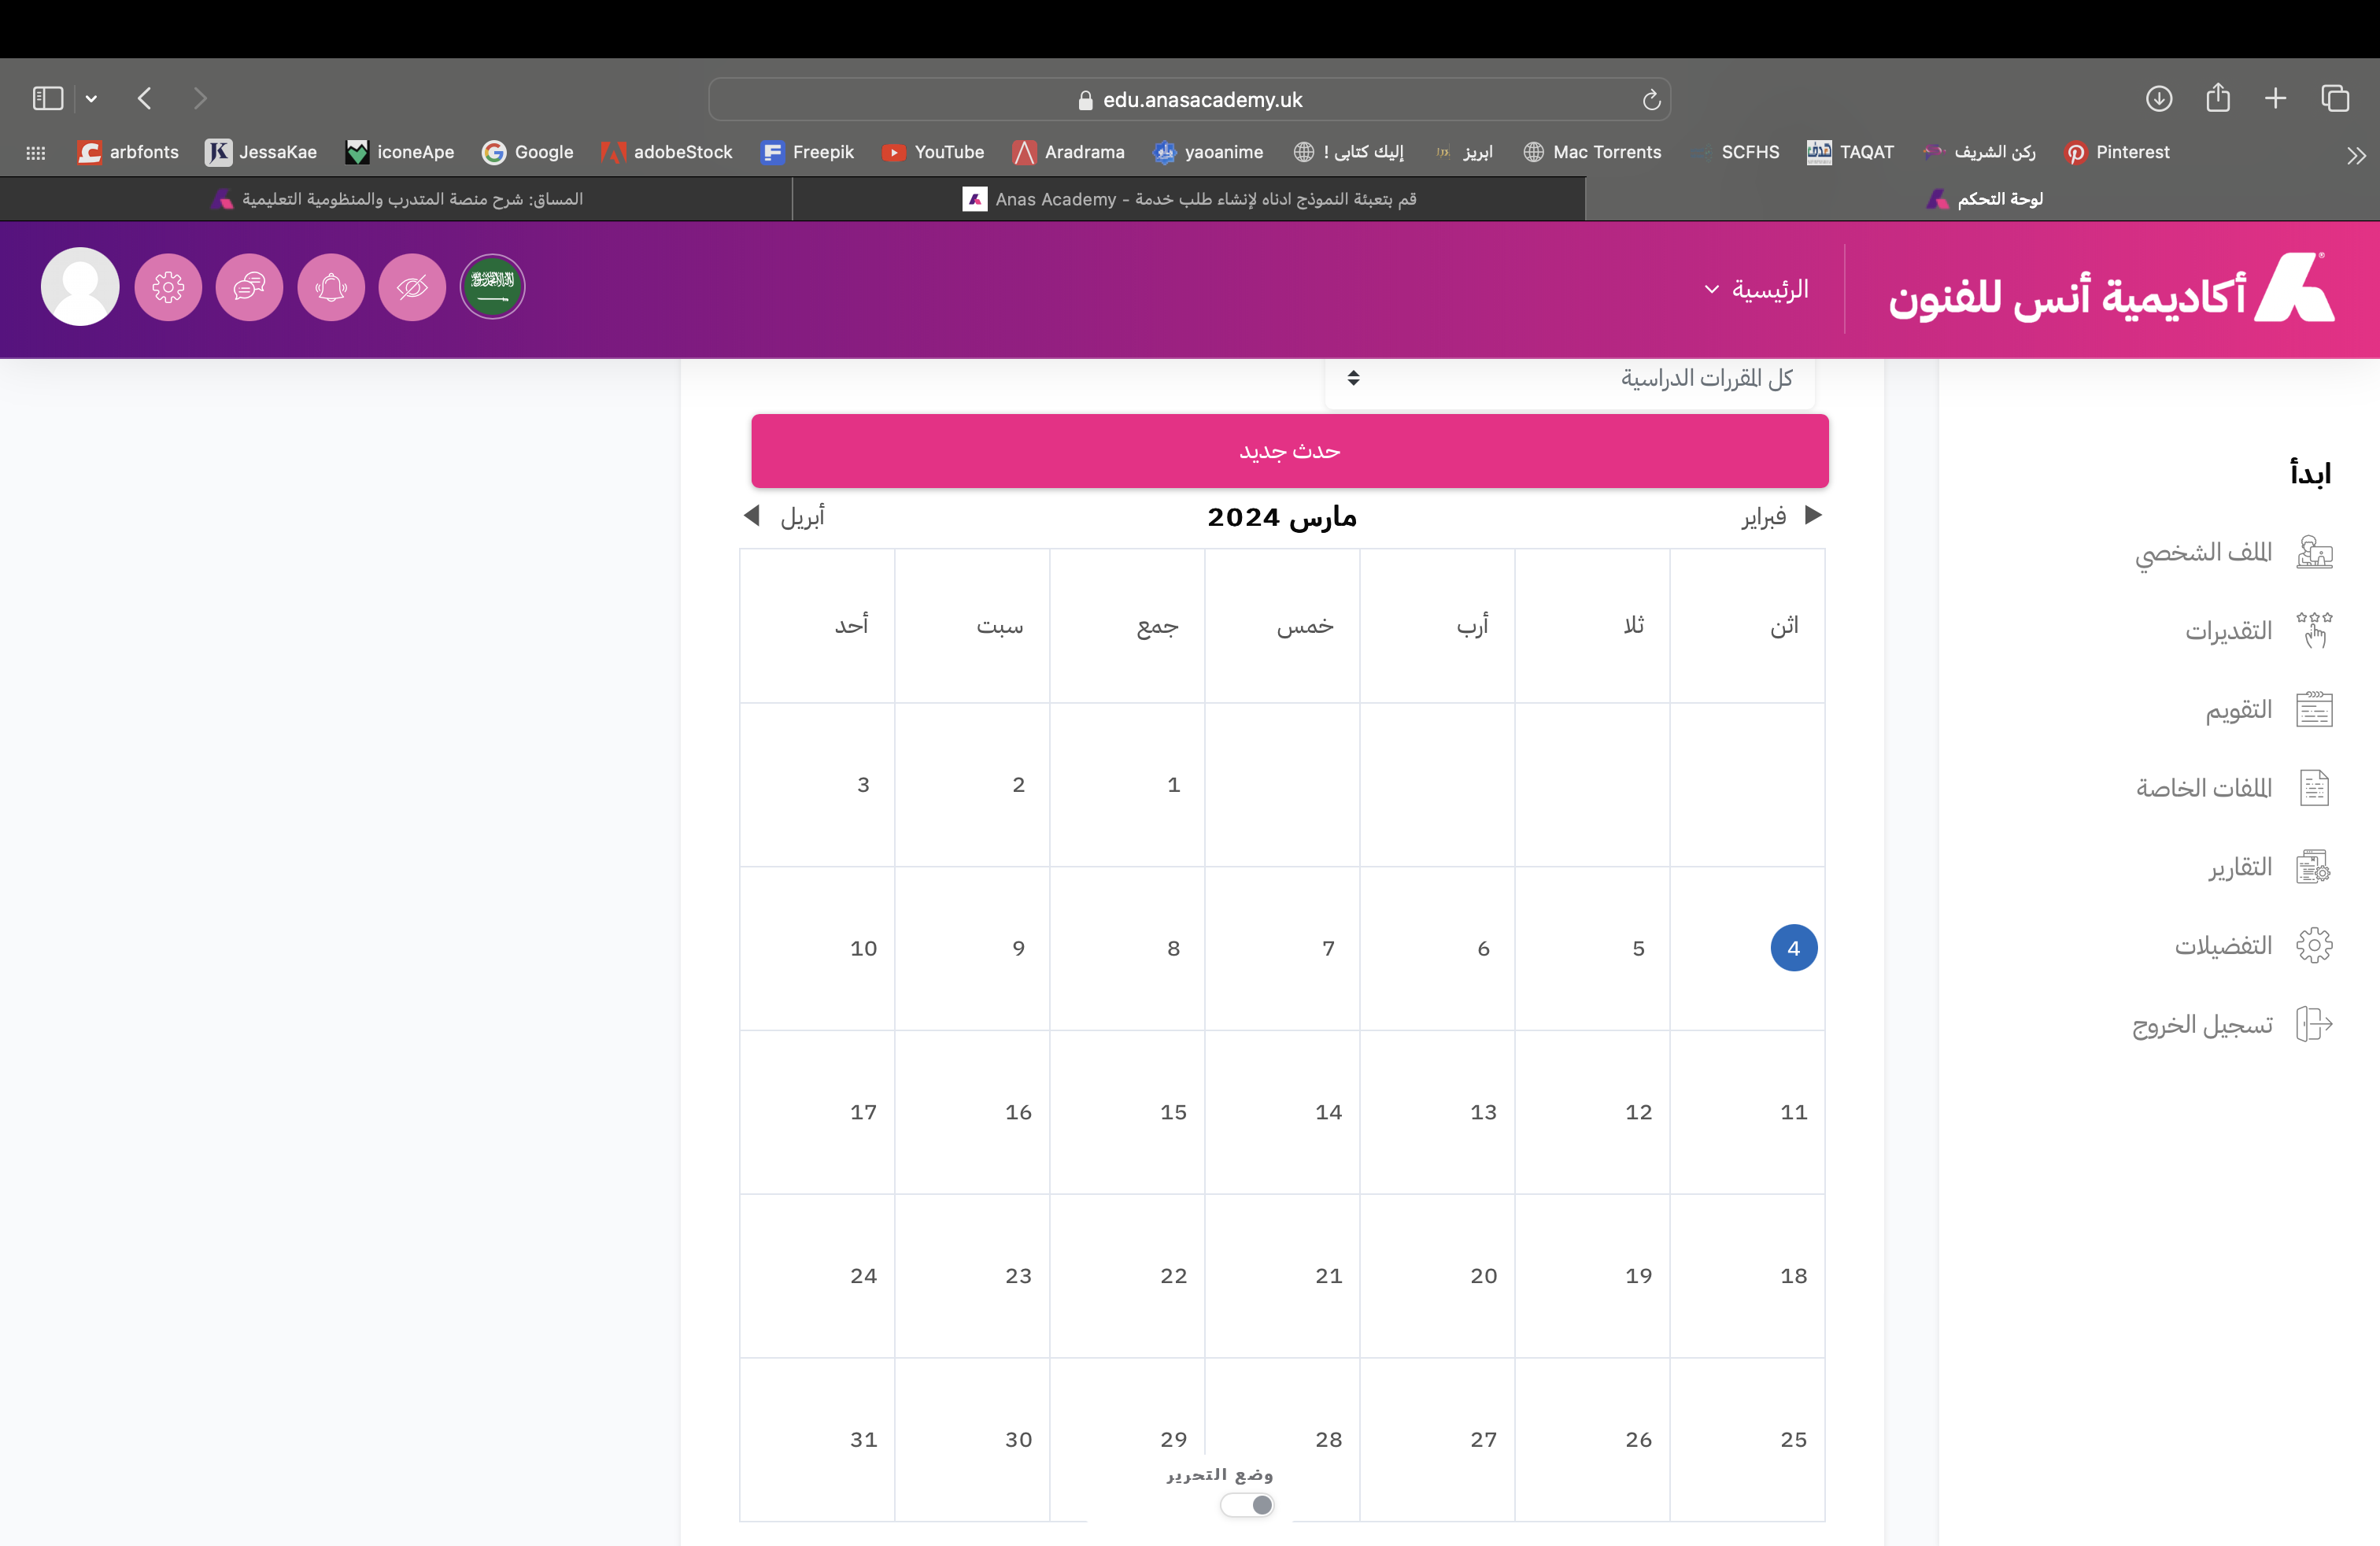 edu.anasacademy.uk
arbfonts JessaKae iconeApe Google adobeStock Freepik YouTube Aradrama yaoanime إليك كتابى ! ابريز Mac Torrents SCFHS TAQAT ركن الشريف Pinterest
المساق: شرح منصة المتدرب والمنظومية التعليمية
قم بتعبئة النموذج ادناه لإنشاء طلب خدمة - Anas Academy
لوحة التحكم
أكاديمية أنس للفنون
الرئيسية
كل المقررات الدراسية
حدث جديد
فبراير
مارس 2024
أبريل
اثن ثلا أرب خمس جمع سبت أحد
1 2 3
4 5 6 7 8 9 10
11 12 13 14 15 16 17
18 19 20 21 22 23 24
25 26 27 28 29 30 31
وضع التحرير
ابدأ
الملف الشخصي
التقديرات
التقويم
الملفات الخاصة
التقارير
التفضيلات
تسجيل الخروج